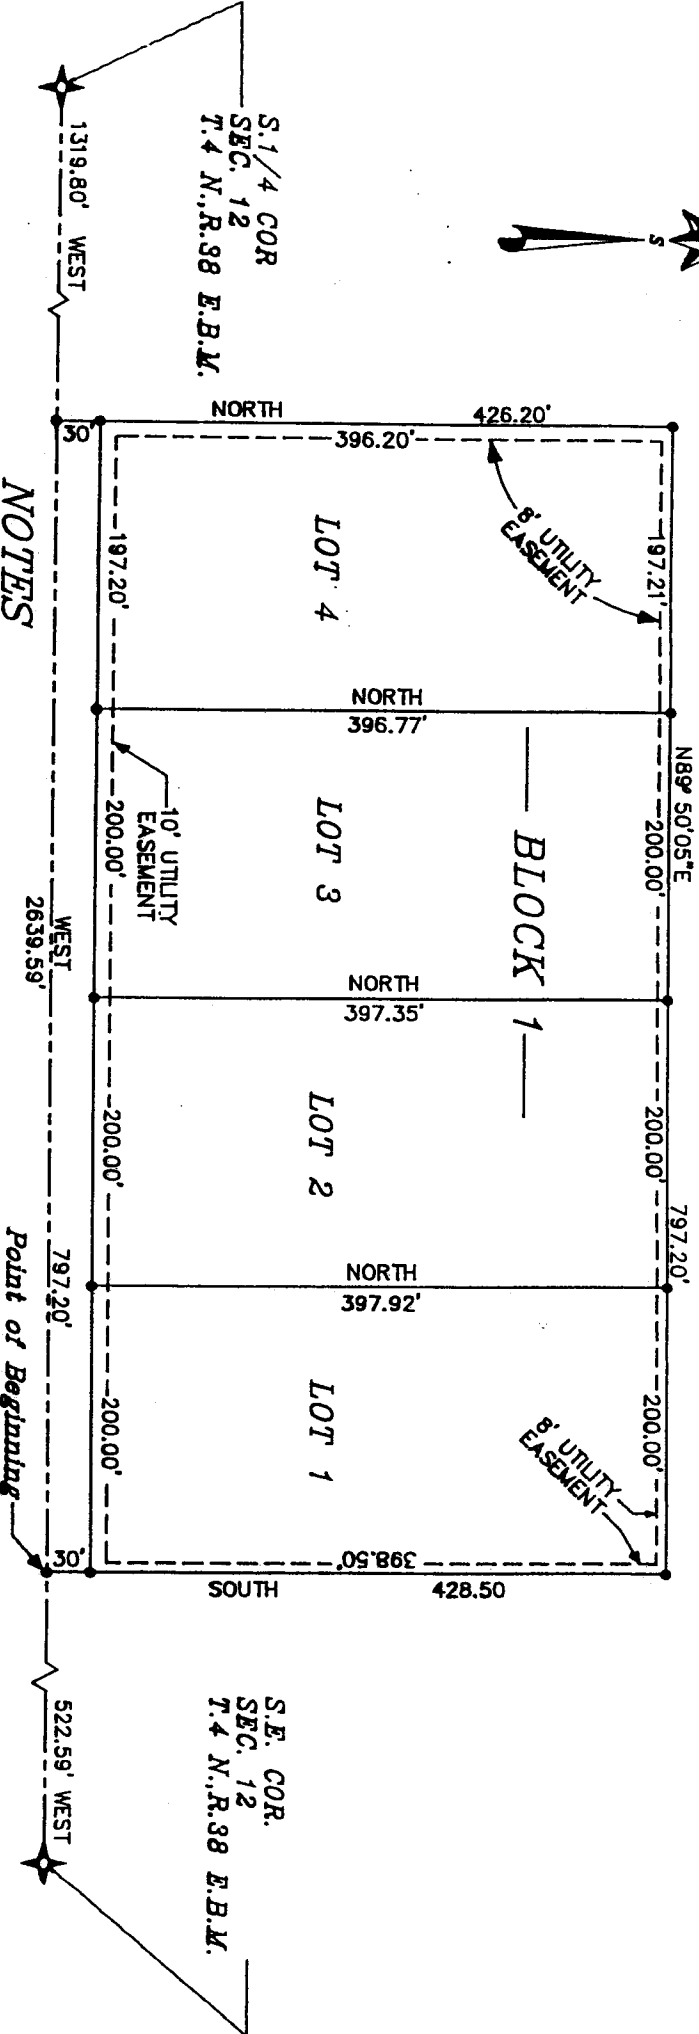 S
S.1/4 COR
SEC. 12
T.4 N.,R.38 E.B.M.
1319.80' WEST
NORTH
426.20'
396.20'
30'
8' UTILITY
EASEMENT
197.21'
LOT 4
197.20'
NORTH
396.77'
N89° 50'05"E
200.00'
BLOCK 1
LOT 3
10' UTILITY
EASEMENT
200.00'
NORTH
397.35'
WEST
2639.59'
200.00'
LOT 2
200.00'
797.20'
NORTH
397.92'
797.20'
200.00'
8' UTILITY
EASEMENT
LOT 1
200.00'
398.50'
SOUTH
428.50
30'
Point of Beginning
S.E. COR.
SEC. 12
T.4 N.,R.38 E.B.M.
522.59' WEST
NOTES